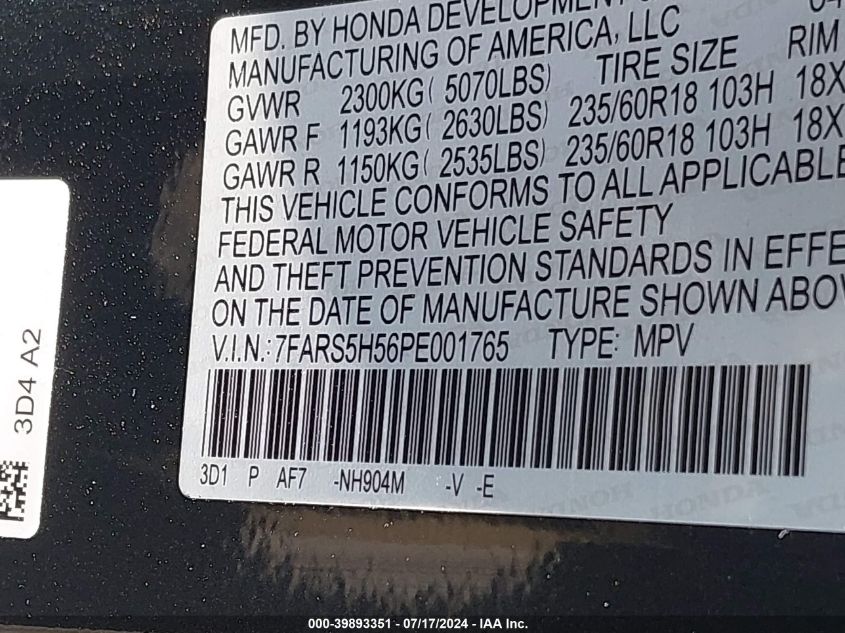 MFD. BY HONDA DEVELOPMENT
MANUFACTURING OF AMERICA, LLC
GVWR 2300KG( 5070LBS) TIRE SIZE RIM
GAWR F 1193KG( 2630LBS) 235/60R18 103H 18X
GAWR R 1150KG( 2535LBS) 235/60R18 103H 18X
THIS VEHICLE CONFORMS TO ALL APPLICABLE
FEDERAL MOTOR VEHICLE SAFETY
AND THEFT PREVENTION STANDARDS IN EFFE
ON THE DATE OF MANUFACTURE SHOWN ABOV
V.I.N.: 7FARS5H56PE001765 TYPE: MPV
3D1 P AF7 -NH904M -V -E
3D4 A2
000-39893351 - 07/17/2024 - IAA Inc.